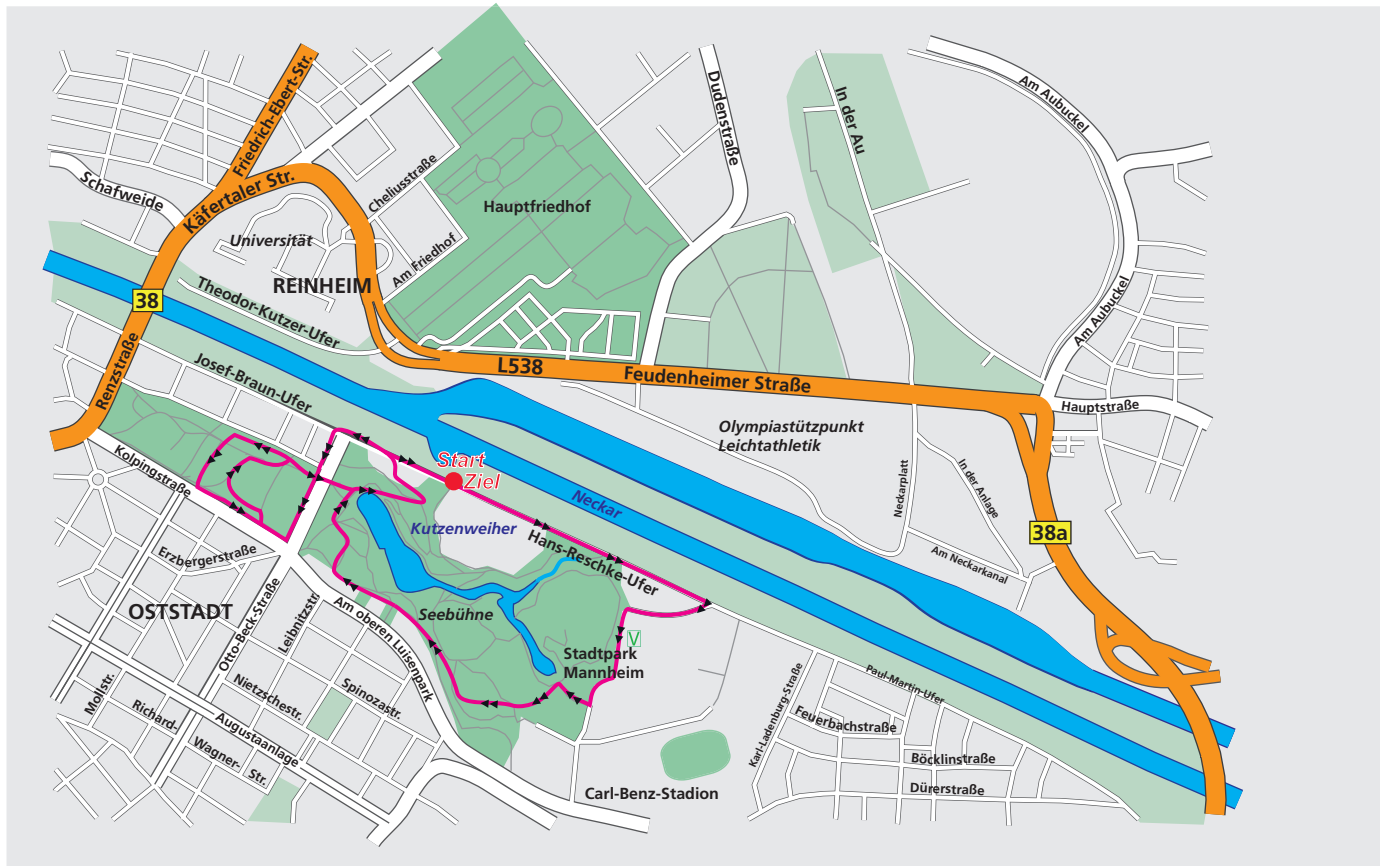 Friedrich-Ebert-Str.
Dudenstraße
In der Au
Am Aubuckel
Schafweide
Käfertaler Str.
Cheliusstraße
Hauptfriedhof
Universität
Am Friedhof
REINHEIM
Theodor-Kutzer-Ufer
38
Am Aubuckel
Renzstraße
Josef-Braun-Ufer
L538
Feudenheimer Straße
Hauptstraße
Olympiastützpunkt
Leichtathletik
Kolpingstraße
Start
Ziel
Neckarplatt
In der Anlage
Neckar
Kutzenweiher
Hans-Reschke-Ufer
38a
Am Neckarkanal
Erzbergerstraße
OSTSTADT
Otto-Beck-Straße
Leibnitzstr.
Am oberen Luisenpark
Seebühne
V
Stadtpark
Mannheim
Mollstr.
Nietzschestr.
Spinozastr.
Richard-
Wagner-
Str.
Augustaanlage
Karl-Ladenburg-Straße
Paul-Martin-Ufer
Feuerbachstraße
Böcklinstraße
Dürerstraße
Carl-Benz-Stadion